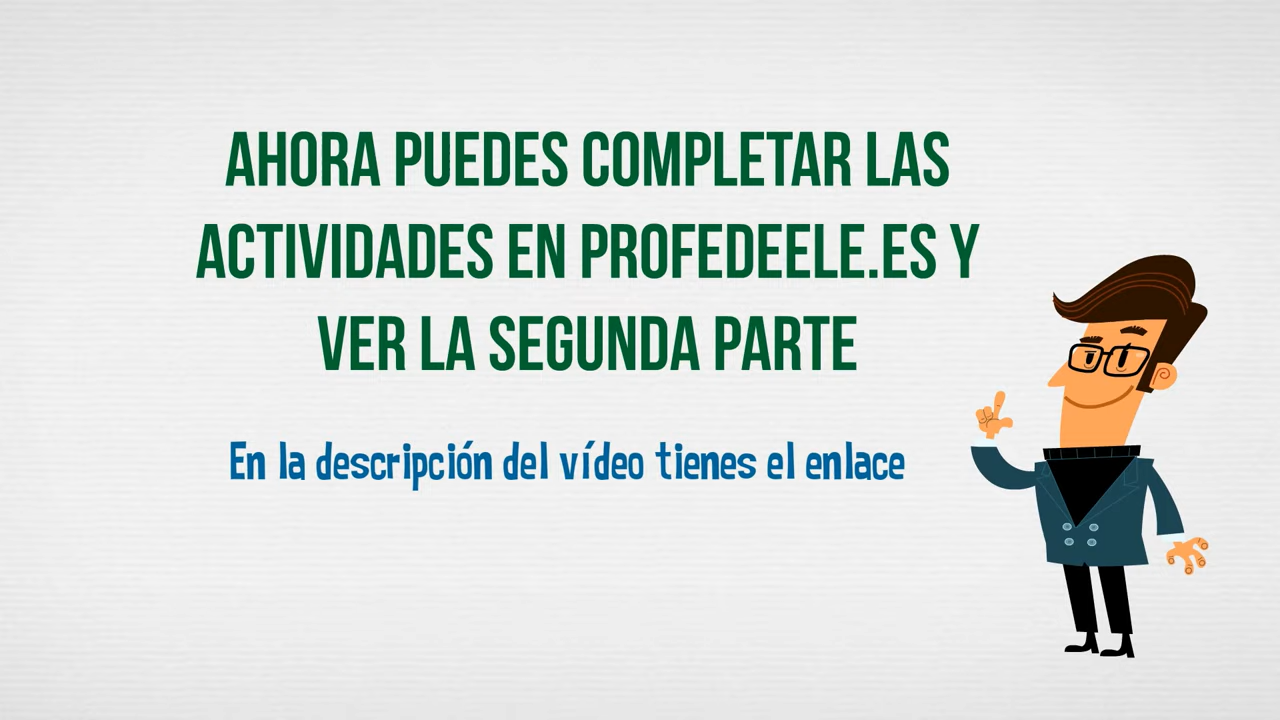 AHORA PUEDES COMPLETAR LAS
ACTIVIDADES EN PROFEDEELE.ES Y
VER LA SEGUNDA PARTE
En la descripción del vídeo tienes el enlace